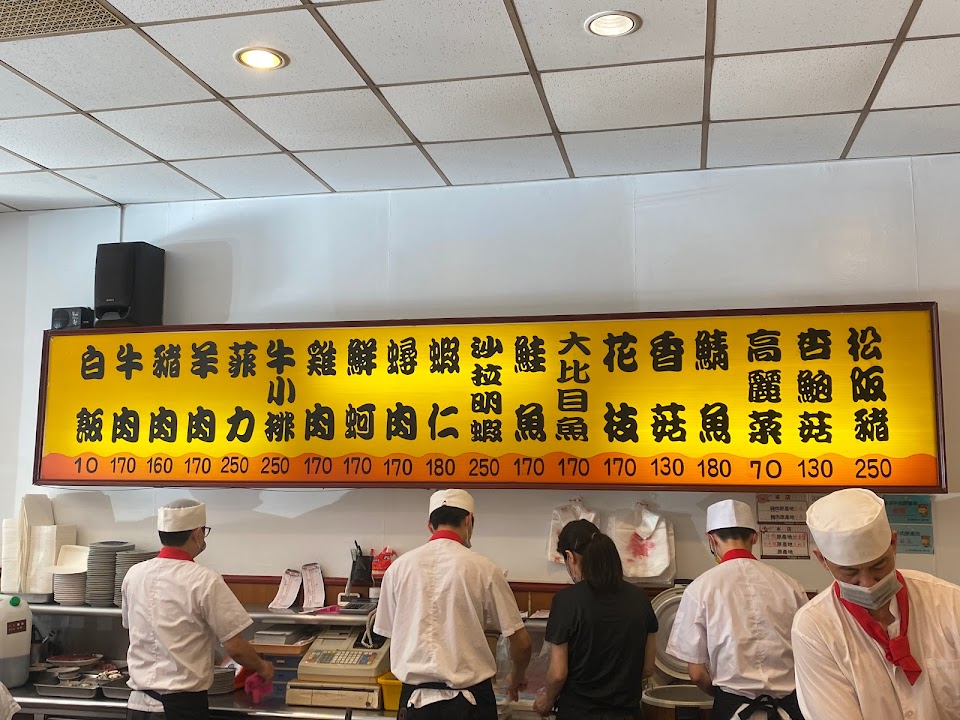 白飯 10
牛肉 170
豬肉 160
羊肉 170
菲力 250
牛小排 250
雞肉 170
鮮蚵 170
蟳肉 170
蝦仁 180
沙拉明蝦 250
鮭魚 170
大比目魚 170
花枝 170
香菇 130
鯖魚 180
高麗菜 70
杏鮑菇 130
松阪豬 250